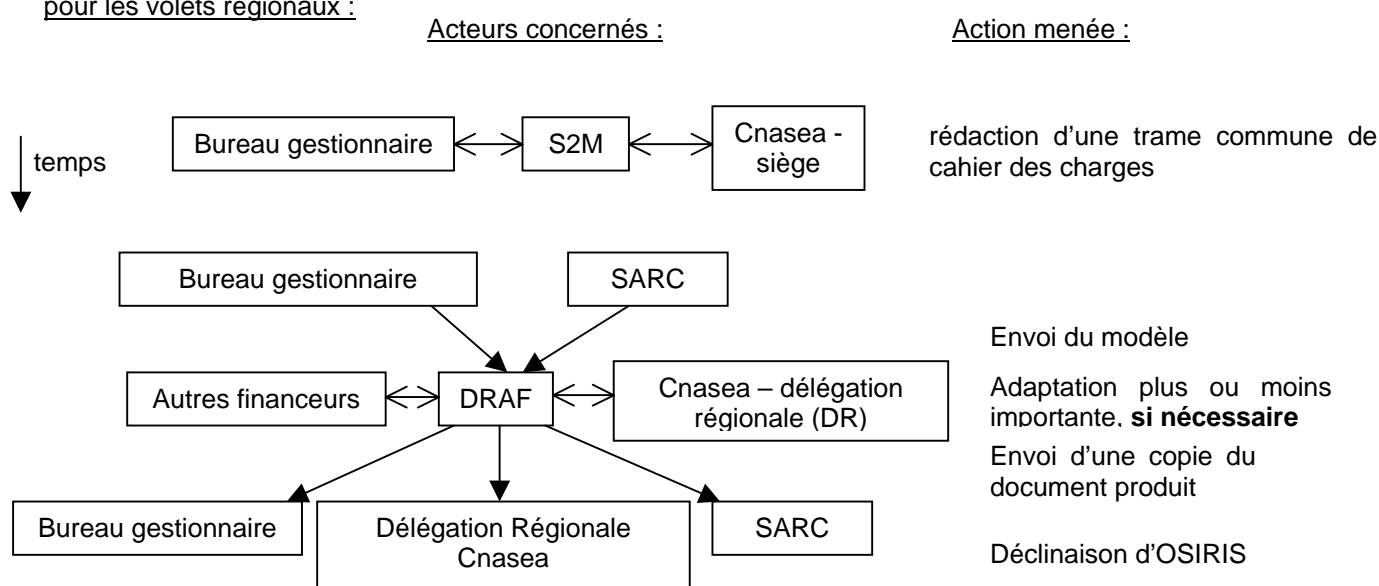 pour les volets régionaux :
Acteurs concernés :
Action menée :
temps
Bureau gestionnaire
S2M
Cnasea -
siège
rédaction d’une trame commune de
cahier des charges
Bureau gestionnaire
SARC
Envoi du modèle
Autres financeurs
DRAF
Cnasea – délégation
régionale (DR)
Adaptation plus ou moins
importante, si nécessaire
Envoi d’une copie du
document produit
Bureau gestionnaire
Délégation Régionale
Cnasea
SARC
Déclinaison d’OSIRIS